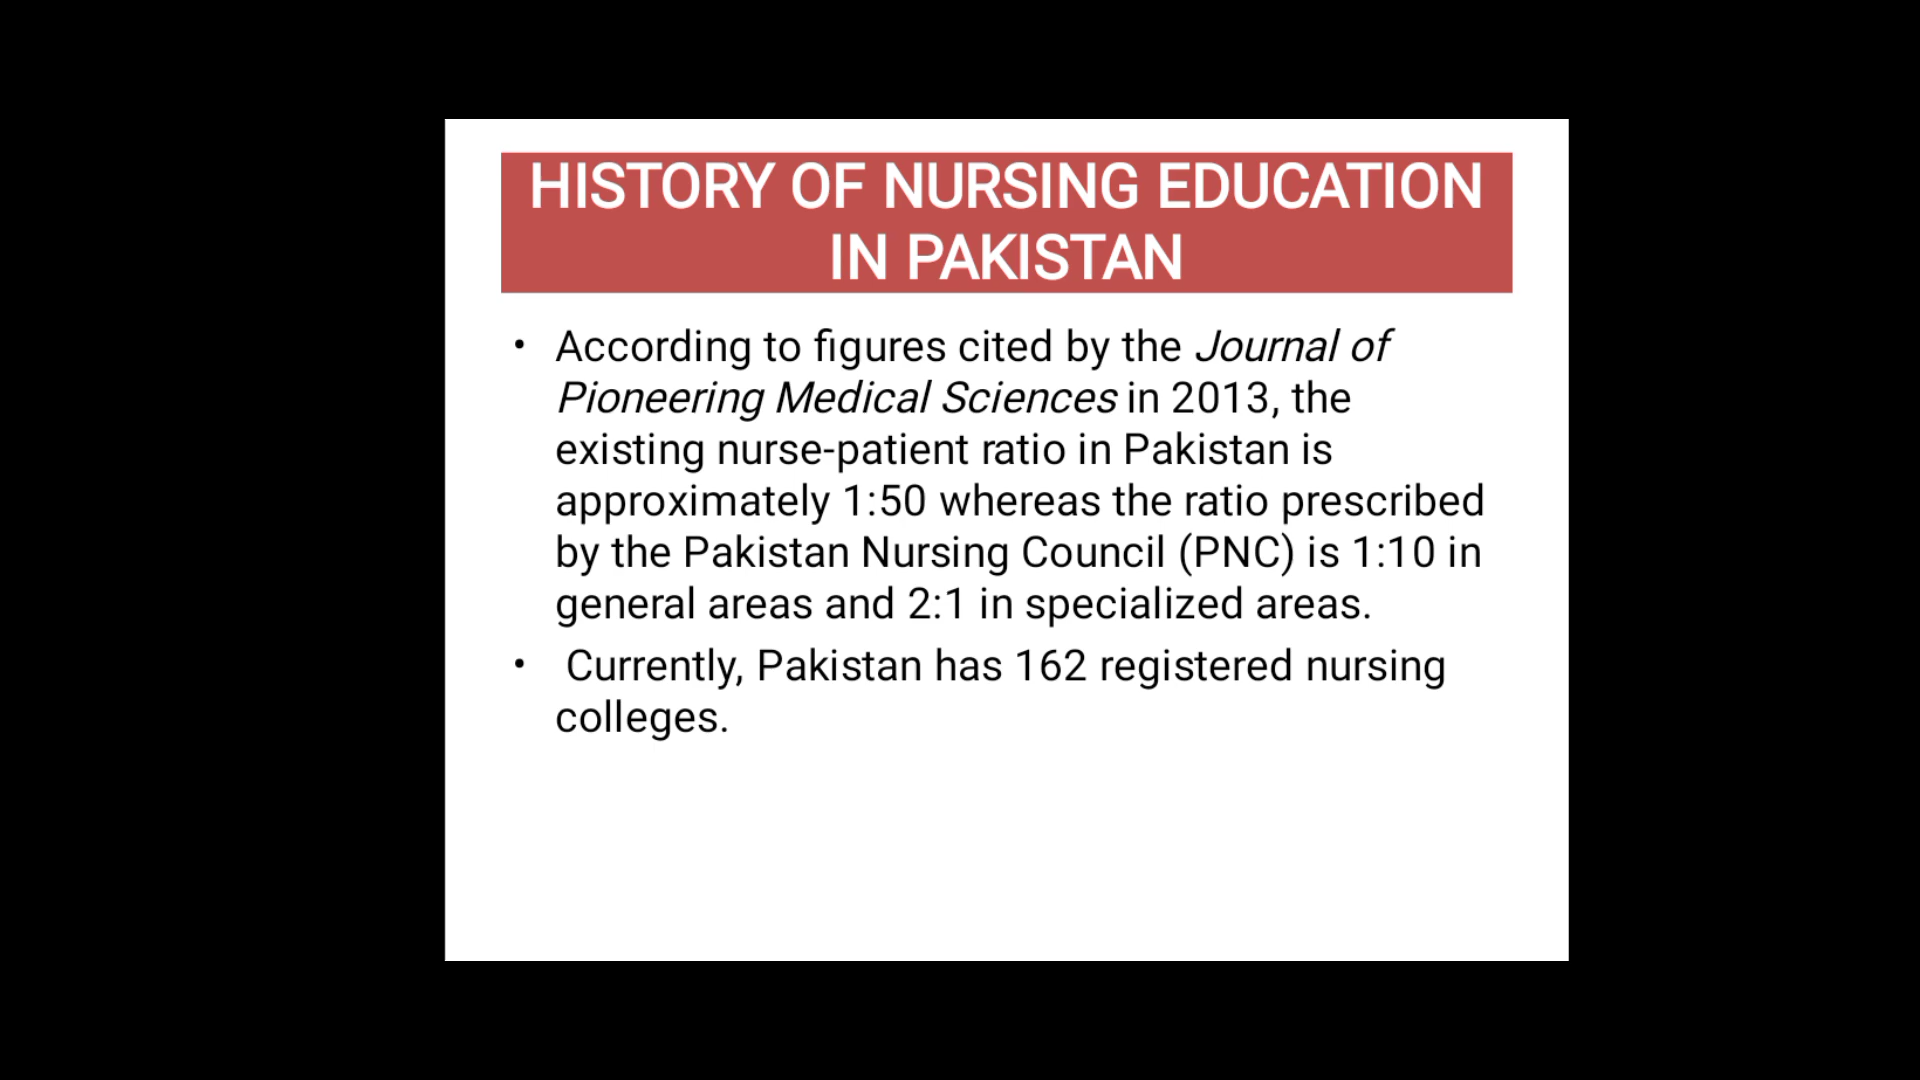 HISTORY OF NURSING EDUCATION
IN PAKISTAN
• According to figures cited by the Journal of
Pioneering Medical Sciences in 2013, the
existing nurse-patient ratio in Pakistan is
approximately 1:50 whereas the ratio prescribed
by the Pakistan Nursing Council (PNC) is 1:10 in
general areas and 2:1 in specialized areas.
• Currently, Pakistan has 162 registered nursing
colleges.